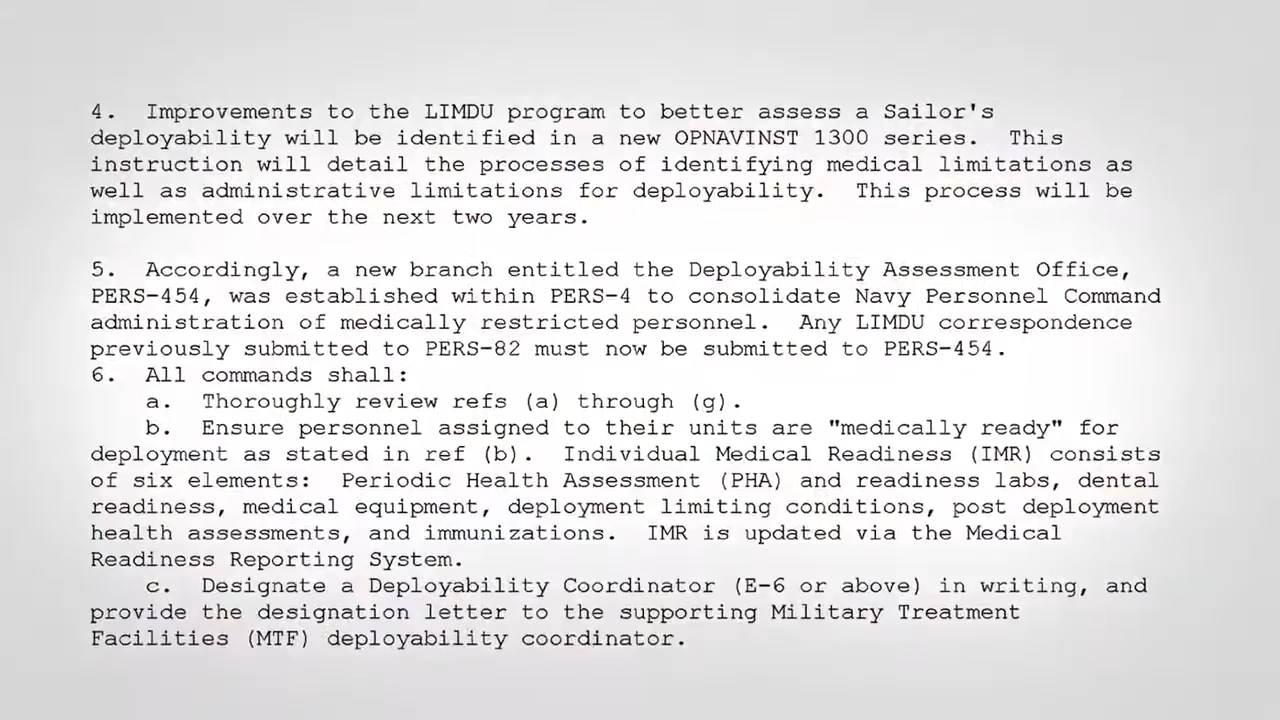 4.  Improvements to the LIMDU program to better assess a Sailor's
deployability will be identified in a new OPNAVINST 1300 series.  This
instruction will detail the processes of identifying medical limitations as
well as administrative limitations for deployability.  This process will be
implemented over the next two years.
5.  Accordingly, a new branch entitled the Deployability Assessment Office,
PERS-454, was established within PERS-4 to consolidate Navy Personnel Command
administration of medically restricted personnel.  Any LIMDU correspondence
previously submitted to PERS-82 must now be submitted to PERS-454.
6.  All commands shall:
a.  Thoroughly review refs (a) through (g).
b.  Ensure personnel assigned to their units are "medically ready" for
deployment as stated in ref (b).  Individual Medical Readiness (IMR) consists
of six elements:  Periodic Health Assessment (PHA) and readiness labs, dental
readiness, medical equipment, deployment limiting conditions, post deployment
health assessments, and immunizations.  IMR is updated via the Medical
Readiness Reporting System.
c.  Designate a Deployability Coordinator (E-6 or above) in writing, and
provide the designation letter to the supporting Military Treatment
Facilities (MTF) deployability coordinator.